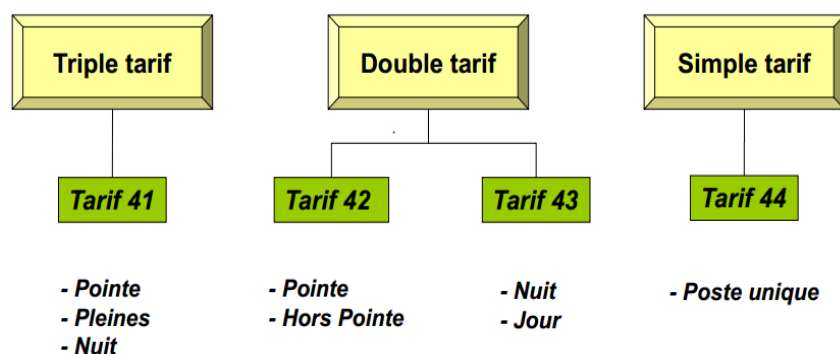 Triple tarif
Double tarif
Simple tarif
Tarif 41
Tarif 42
Tarif 43
Tarif 44
- Pointe
- Pleines
- Nuit
- Pointe
- Hors Pointe
- Nuit
- Jour
- Poste unique